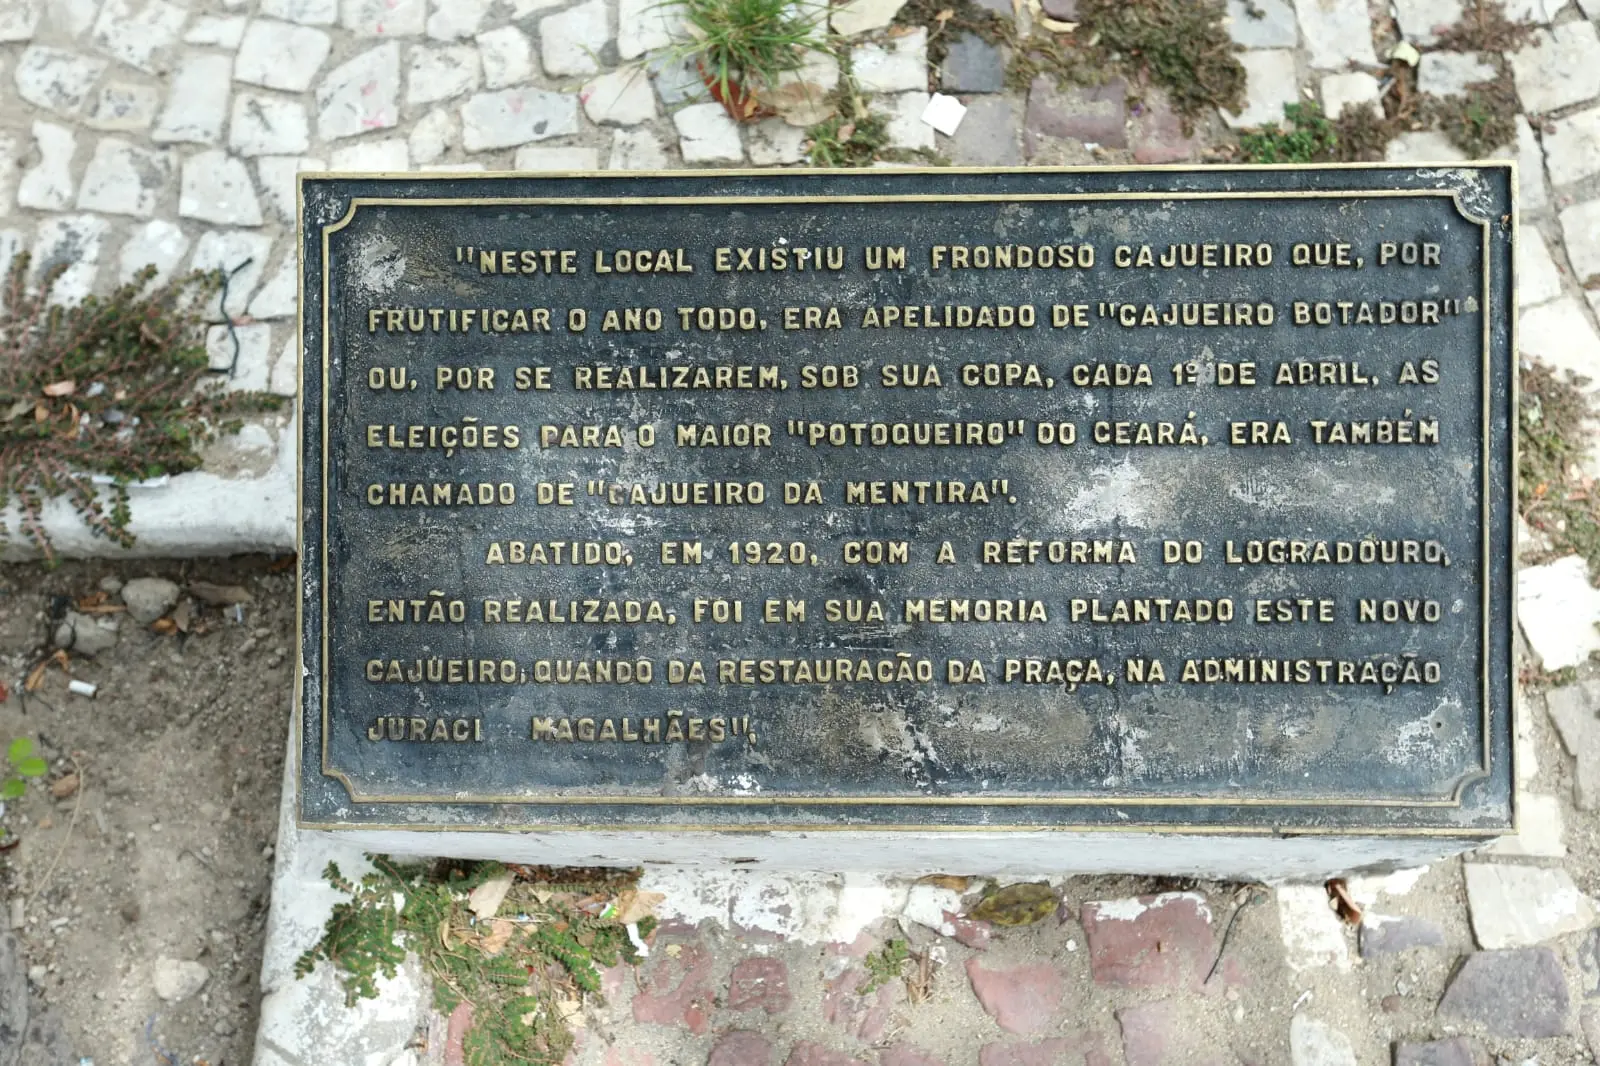 "NESTE LOCAL EXISTIU UM FRONDOSO CAJUEIRO QUE, POR
FRUTIFICAR O ANO TODO, ERA APELIDADO DE "CAJUEIRO BOTADOR"
OU, POR SE REALIZAREM, SOB SUA COPA, CADA 1º DE ABRIL, AS
ELEIÇÕES PARA O MAIOR "POTOQUEIRO" DO CEARÁ, ERA TAMBÉM
CHAMADO DE "CAJUEIRO DA MENTIRA".
ABATIDO, EM 1920, COM A REFORMA DO LOGRADOURO,
ENTÃO REALIZADA, FOI EM SUA MEMORIA PLANTADO ESTE NOVO
CAJUEIRO, QUANDO DA RESTAURAÇÃO DA PRAÇA, NA ADMINISTRAÇÃO
JURACI MAGALHÃES".